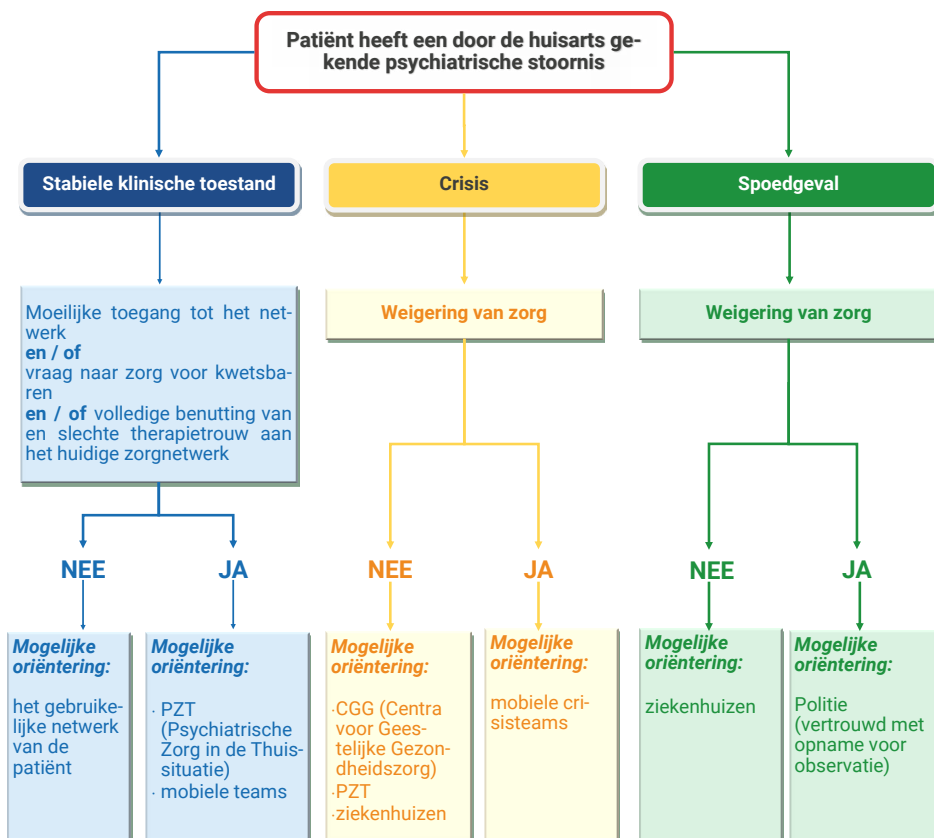 Patiënt heeft een door de huisarts ge-
kende psychiatrische stoornis
Stabiele klinische toestand
Crisis
Spoedgeval
Moeilijke toegang tot het net-
werk
en / of
vraag naar zorg voor kwetsba-
ren
en / of volledige benutting van
en slechte therapietrouw aan
het huidige zorgnetwerk
Weigering van zorg
Weigering van zorg
NEE
JA
NEE
JA
NEE
JA
Mogelijke
oriëntering:
het gebruike-
lijke netwerk
van de
patiënt
Mogelijke
oriëntering:
· PZT
(Psychiatrische
Zorg in de Thuis-
situatie)
· mobiele teams
Mogelijke
oriëntering:
·CGG (Centra
voor Gees-
telijke Gezon-
dheidszorg)
·PZT
·ziekenhuizen
Mogelijke
oriëntering:
mobiele cri-
sisteams
Mogelijke
oriëntering:
ziekenhuizen
Mogelijke
oriëntering:
Politie
(vertrouwd met
opname voor
observatie)